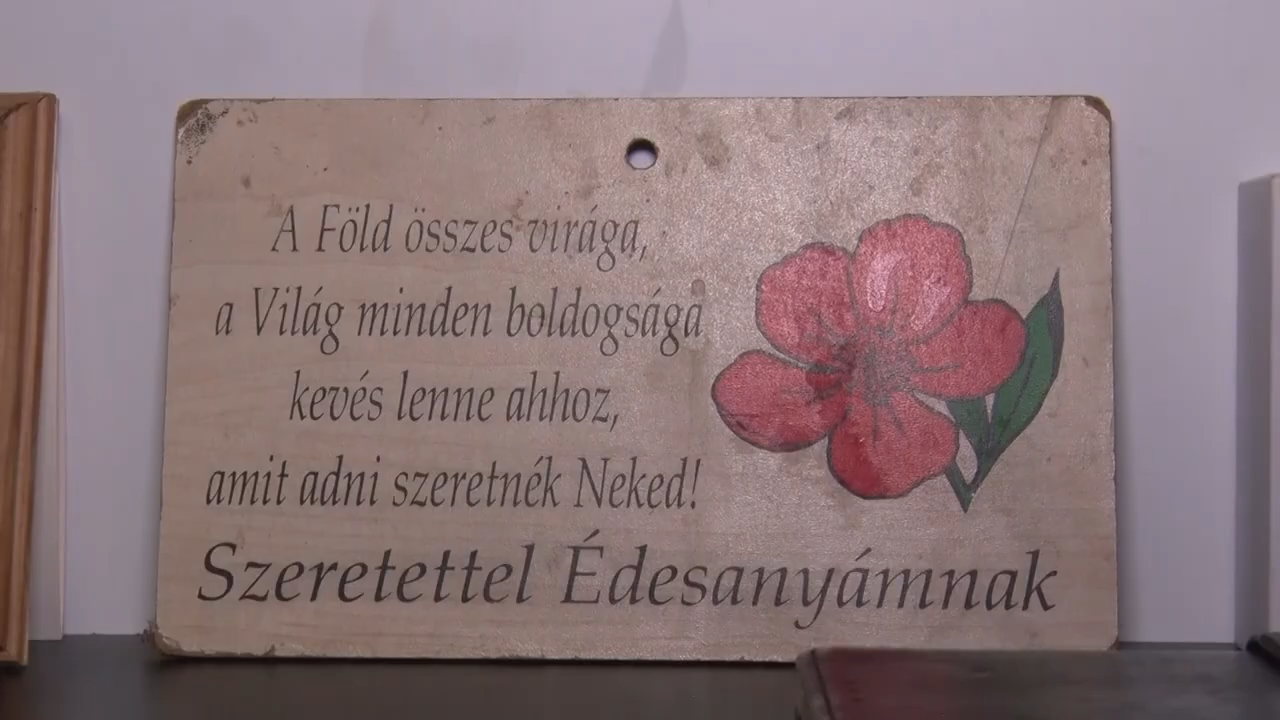 A Föld összes virága,
a Világ minden boldogsága
kevés lenne ahhoz,
amit adni szeretnék Neked!
Szeretettel Édesanyámnak